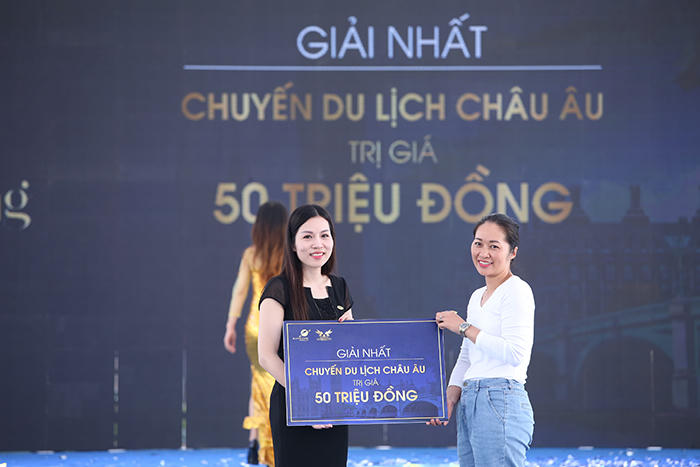 GIẢI NHẤT
CHUYẾN DU LỊCH CHÂU ÂU
TRỊ GIÁ
50 TRIỆU ĐỒNG
GIẢI NHẤT
CHUYẾN DU LỊCH CHÂU ÂU
TRỊ GIÁ
50 TRIỆU ĐỒNG